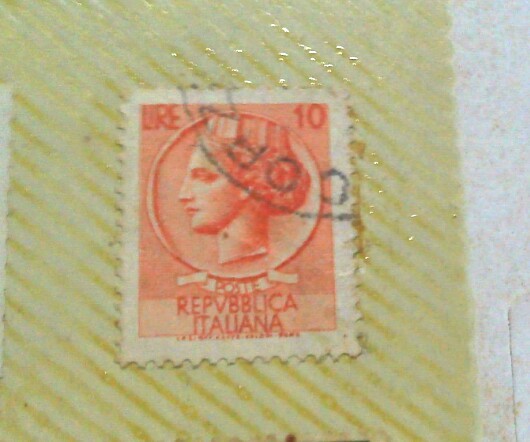 LIRE 10
POSTE
REPVBBLICA
ITALIANA